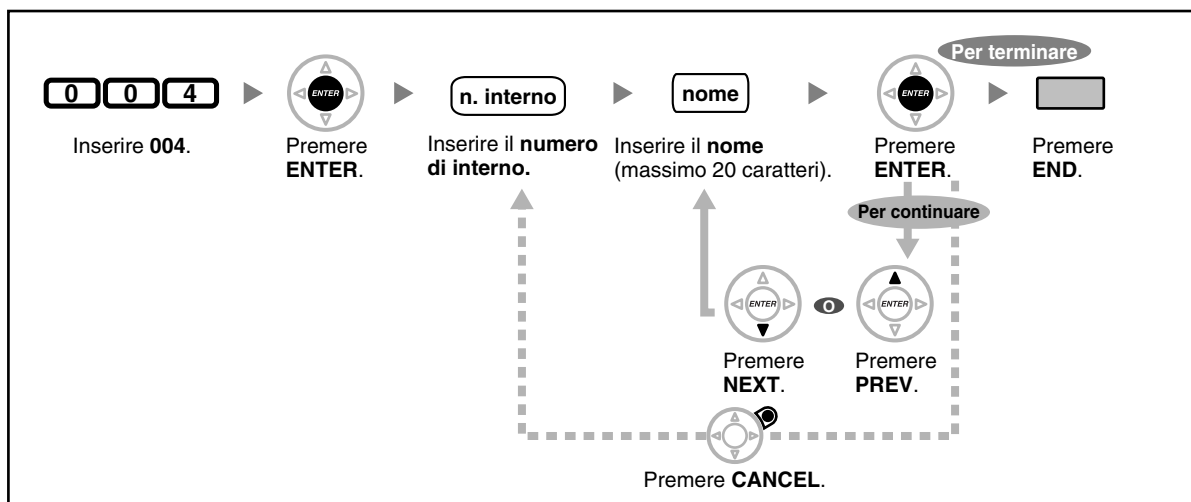 Per terminare
0 0 4
ENTER
n. interno
nome
ENTER
Inserire 004.
Premere
ENTER.
Inserire il numero
di interno.
Inserire il nome
(massimo 20 caratteri).
Premere
ENTER.
Premere
END.
Per continuare
ENTER
O
ENTER
Premere
NEXT.
Premere
PREV.
Premere CANCEL.